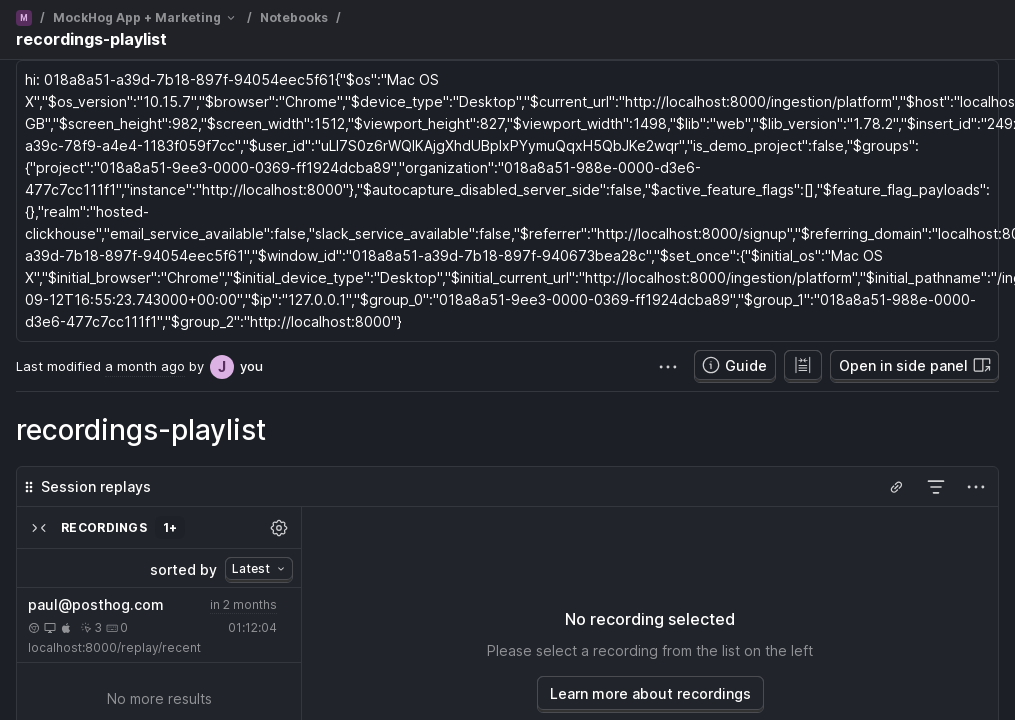 M / MockHog App + Marketing / Notebooks /
recordings-playlist
hi: 018a8a51-a39d-7b18-897f-94054eec5f61{"$os":"Mac OS
X","$os_version":"10.15.7","$browser":"Chrome","$device_type":"Desktop","$current_url":"http://localhost:8000/ingestion/platform","$host":"localhos
GB","$screen_height":982,"$screen_width":1512,"$viewport_height":827,"$viewport_width":1498,"$lib":"web","$lib_version":"1.78.2","$insert_id":"249
a39c-78f9-a4e4-1183f059f7cc","$user_id":"uLI7S0z6rWQIKAjgXhdUBpIxPYymuQqxH5QbJKe2wqr","is_demo_project":false,"$groups":
{"project":"018a8a51-9ee3-0000-0369-ff1924dcba89","organization":"018a8a51-988e-0000-d3e6-
477c7cc111f1","instance":"http://localhost:8000"},"$autocapture_disabled_server_side":false,"$active_feature_flags":[],"$feature_flag_payloads":
{},"realm":"hosted-
clickhouse","email_service_available":false,"slack_service_available":false,"$referrer":"http://localhost:8000/signup","$referring_domain":"localhost:80
a39d-7b18-897f-94054eec5f61","$window_id":"018a8a51-a39d-7b18-897f-940673bea28c","$set_once":{"$initial_os":"Mac OS
X","$initial_browser":"Chrome","$initial_device_type":"Desktop","$initial_current_url":"http://localhost:8000/ingestion/platform","$initial_pathname":"/in
09-12T16:55:23.743000+00:00","$ip":"127.0.0.1","$group_0":"018a8a51-9ee3-0000-0369-ff1924dcba89","$group_1":"018a8a51-988e-0000-
d3e6-477c7cc111f1","$group_2":"http://localhost:8000"}
Last modified a month ago by J you
Guide
Open in side panel
recordings-playlist
Session replays
RECORDINGS 1+
sorted by Latest
paul@posthog.com in 2 months
3 0 01:12:04
localhost:8000/replay/recent
No more results
No recording selected
Please select a recording from the list on the left
Learn more about recordings